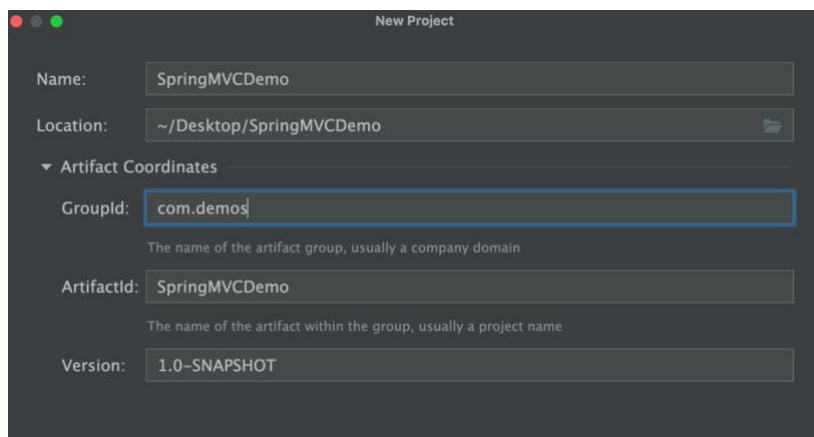 New Project
Name: SpringMVCDemo
Location: ~/Desktop/SpringMVCDemo
Artifact Coordinates
GroupId: com.demos
The name of the artifact group, usually a company domain
ArtifactId: SpringMVCDemo
The name of the artifact within the group, usually a project name
Version: 1.0-SNAPSHOT